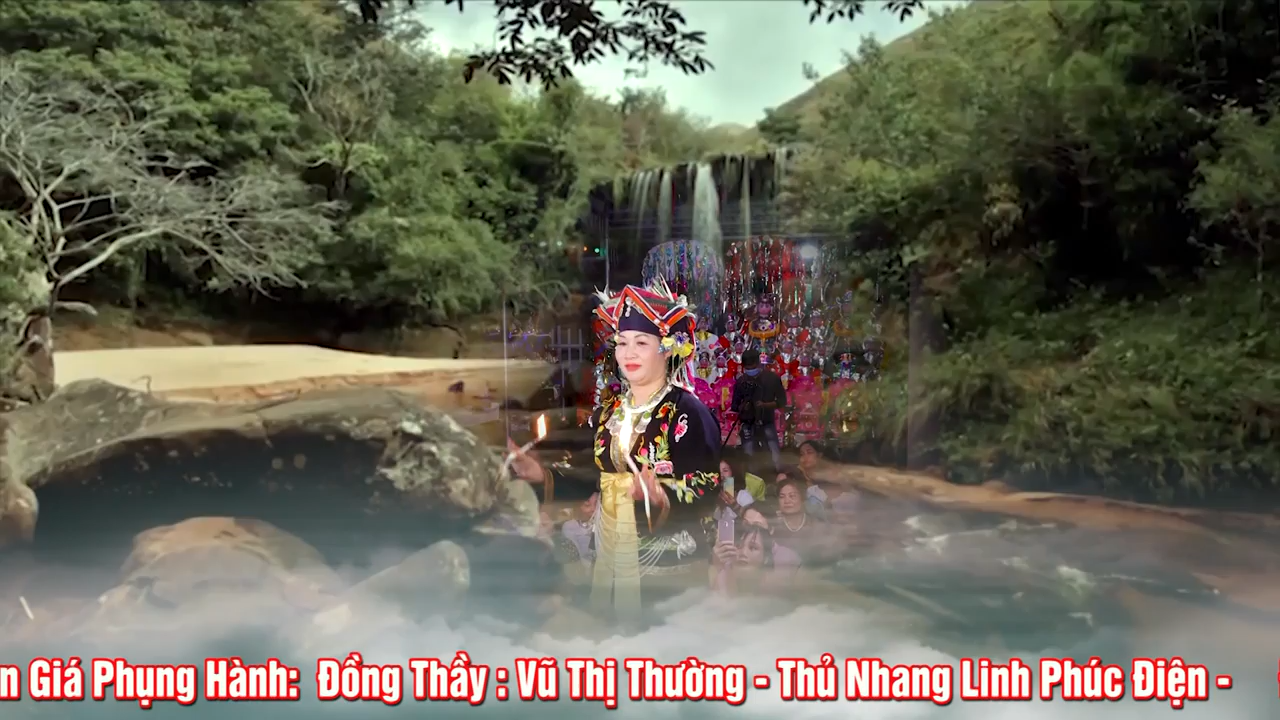 n Giá Phụng Hành: Đồng Thầy : Vũ Thị Thường - Thủ Nhang Linh Phúc Điện -